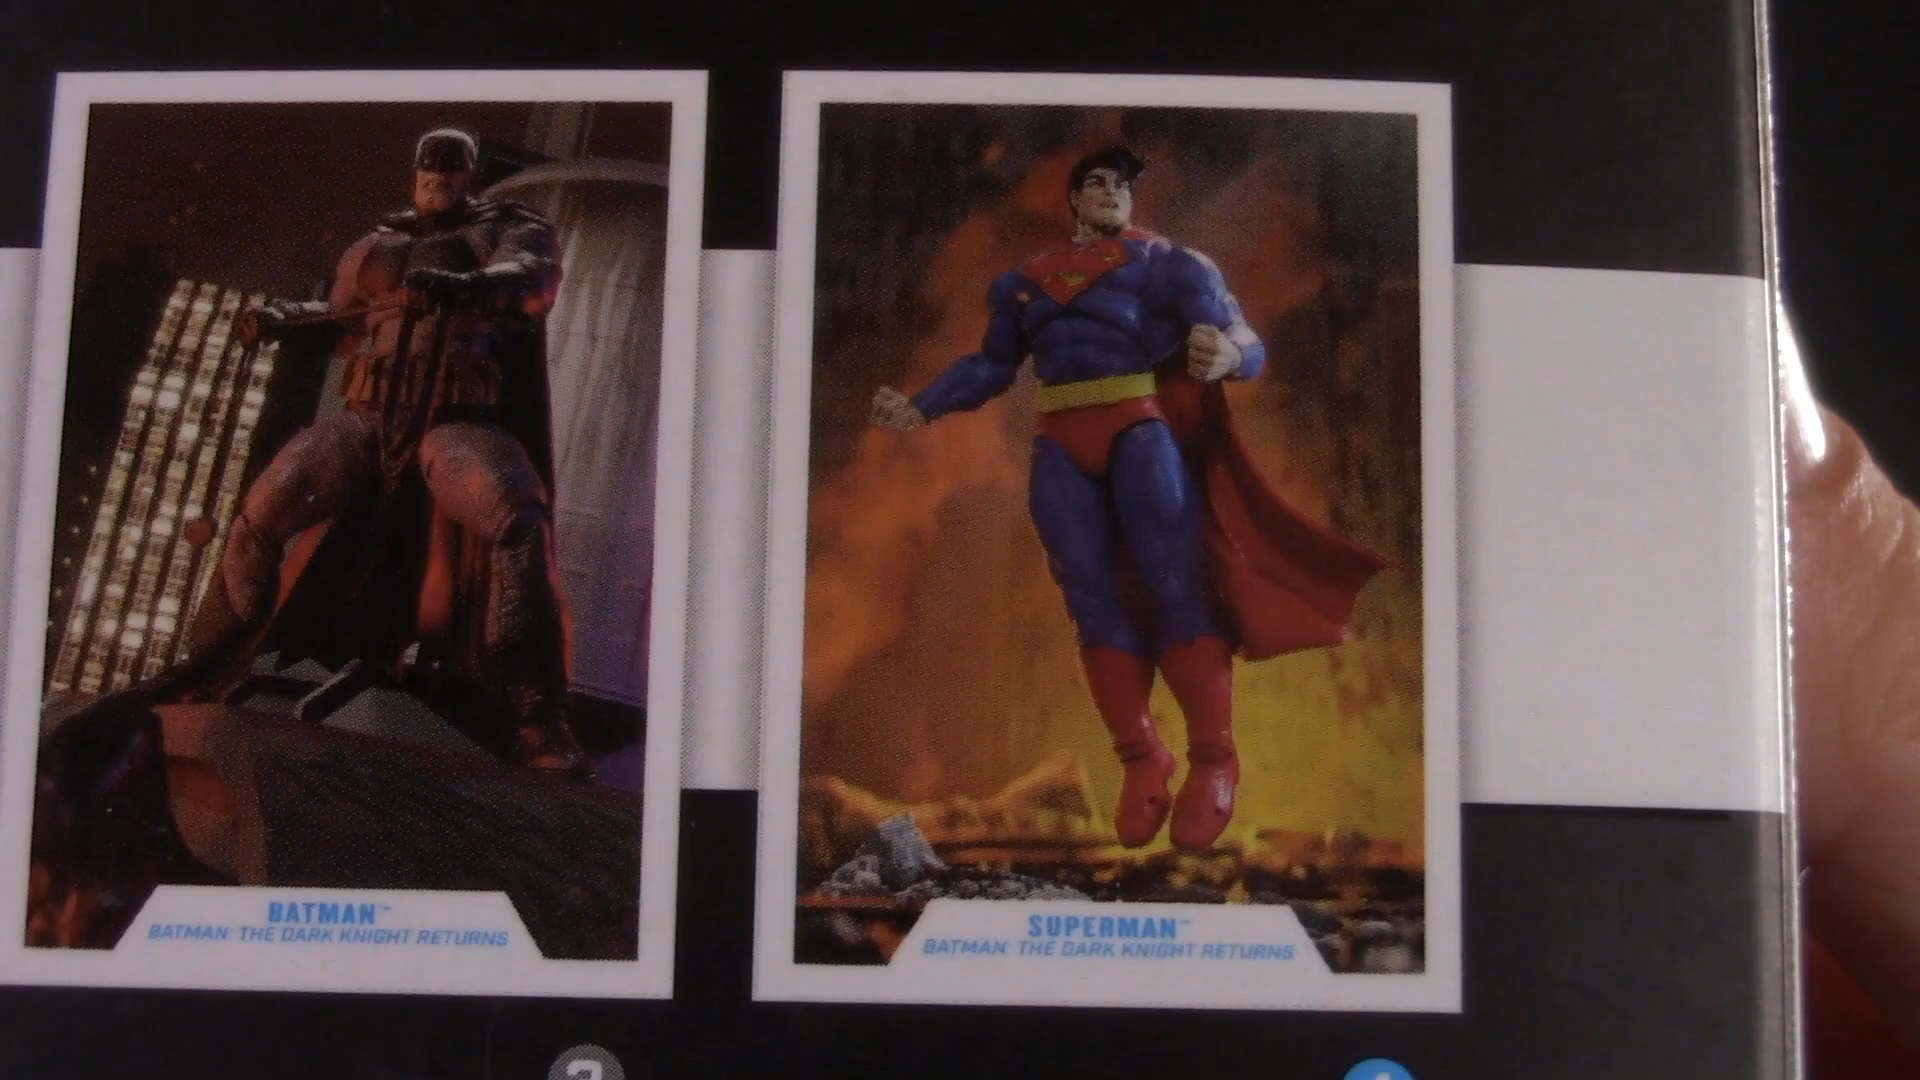 BATMAN™
BATMAN: THE DARK KNIGHT RETURNS
SUPERMAN™
BATMAN: THE DARK KNIGHT RETURNS